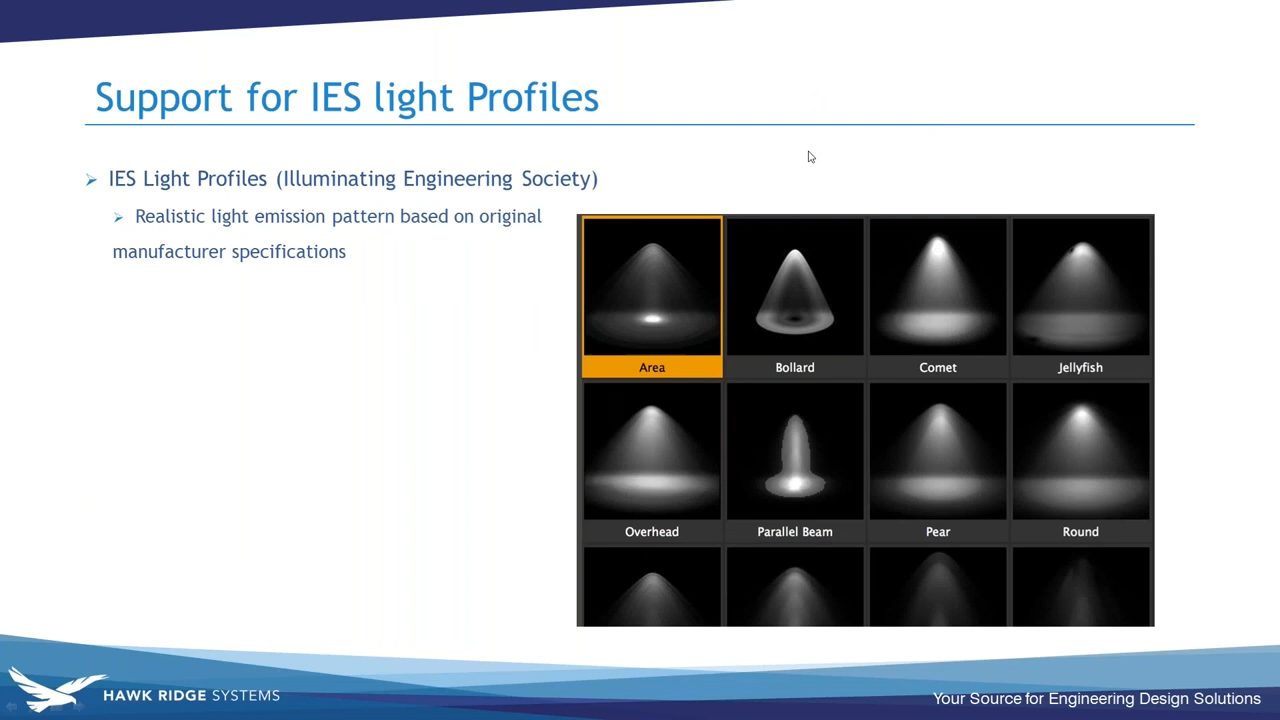 Support for IES light Profiles
IES Light Profiles (Illuminating Engineering Society)
Realistic light emission pattern based on original
manufacturer specifications
Area
Bollard
Comet
Jellyfish
Overhead
Parallel Beam
Pear
Round
HAWK RIDGE SYSTEMS
Your Source for Engineering Design Solutions